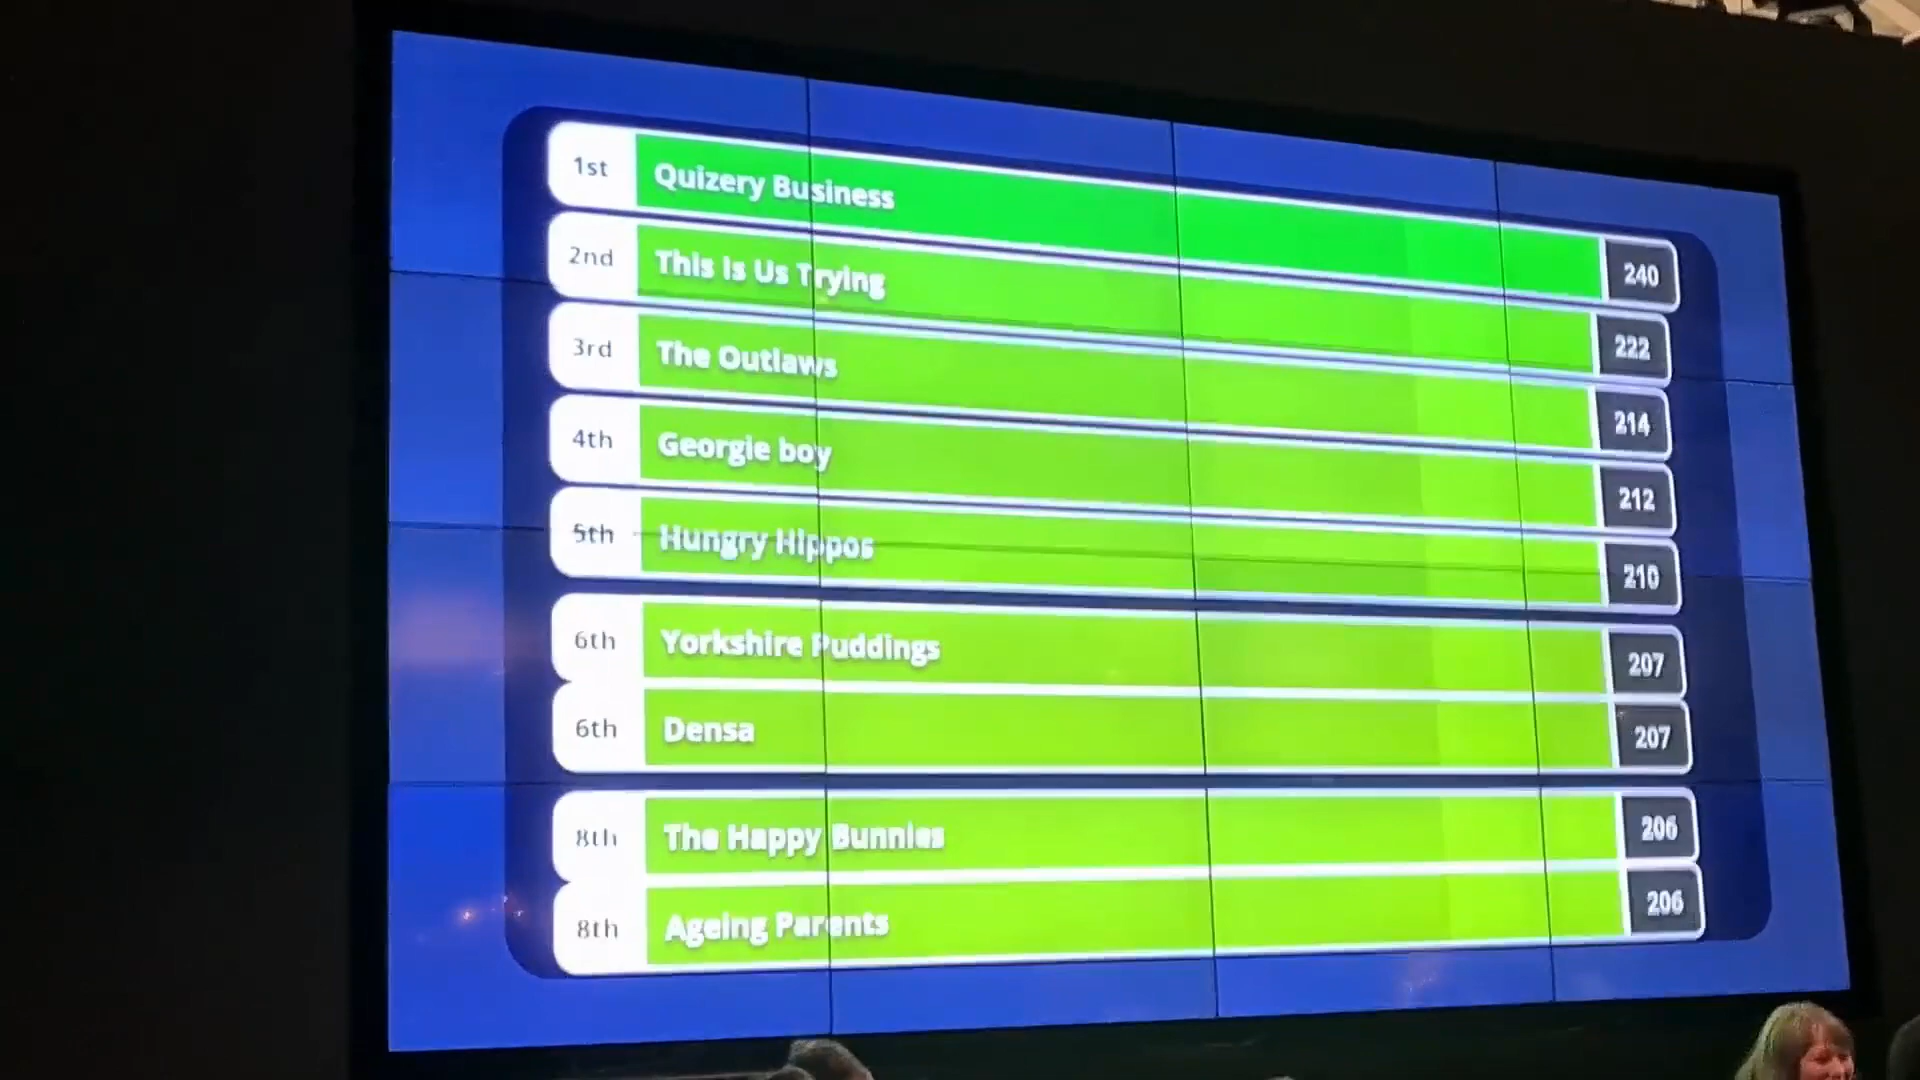 1st Quizery Business 240
2nd This Is Us Trying 222
3rd The Outlaws 214
4th Georgie boy 212
5th Hungry Hippos 210
6th Yorkshire Puddings 207
6th Densa 207
8th The Happy Bunnies 206
8th Ageing Parents 206